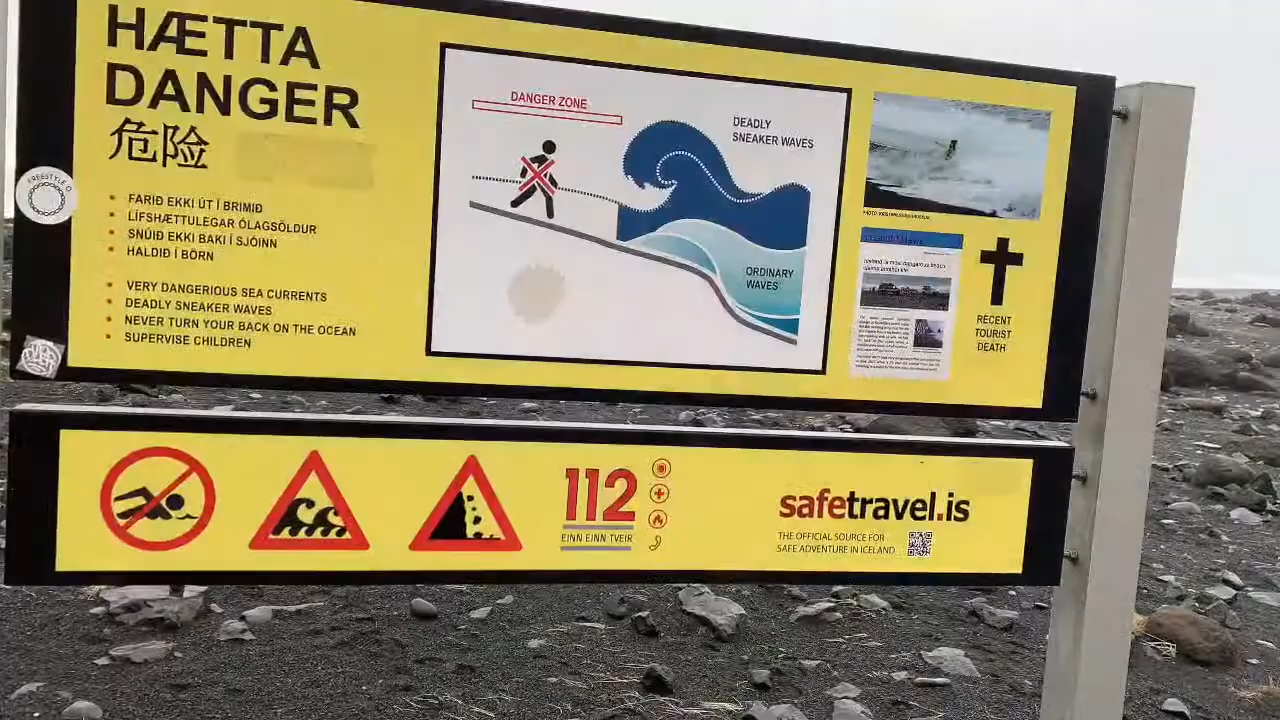 HÆTTA
DANGER
危险
FREESTYLE
FARIÐ EKKI ÚT Í BRIMIÐ
LÍFSHÆTTULEGAR ÓLAGSÖLDUR
SNÚIÐ EKKI BAKI Í SJÓINN
HALDIÐ Í BÖRN
VERY DANGERIOUS SEA CURRENTS
DEADLY SNEAKER WAVES
NEVER TURN YOUR BACK ON THE OCEAN
SUPERVISE CHILDREN
DANGER ZONE
DEADLY
SNEAKER WAVES
ORDINARY
WAVES
RECENT
TOURIST
DEATH
112
EINN EINN TVEIR
safetravel.is
THE OFFICIAL SOURCE FOR
SAFE ADVENTURE IN ICELAND